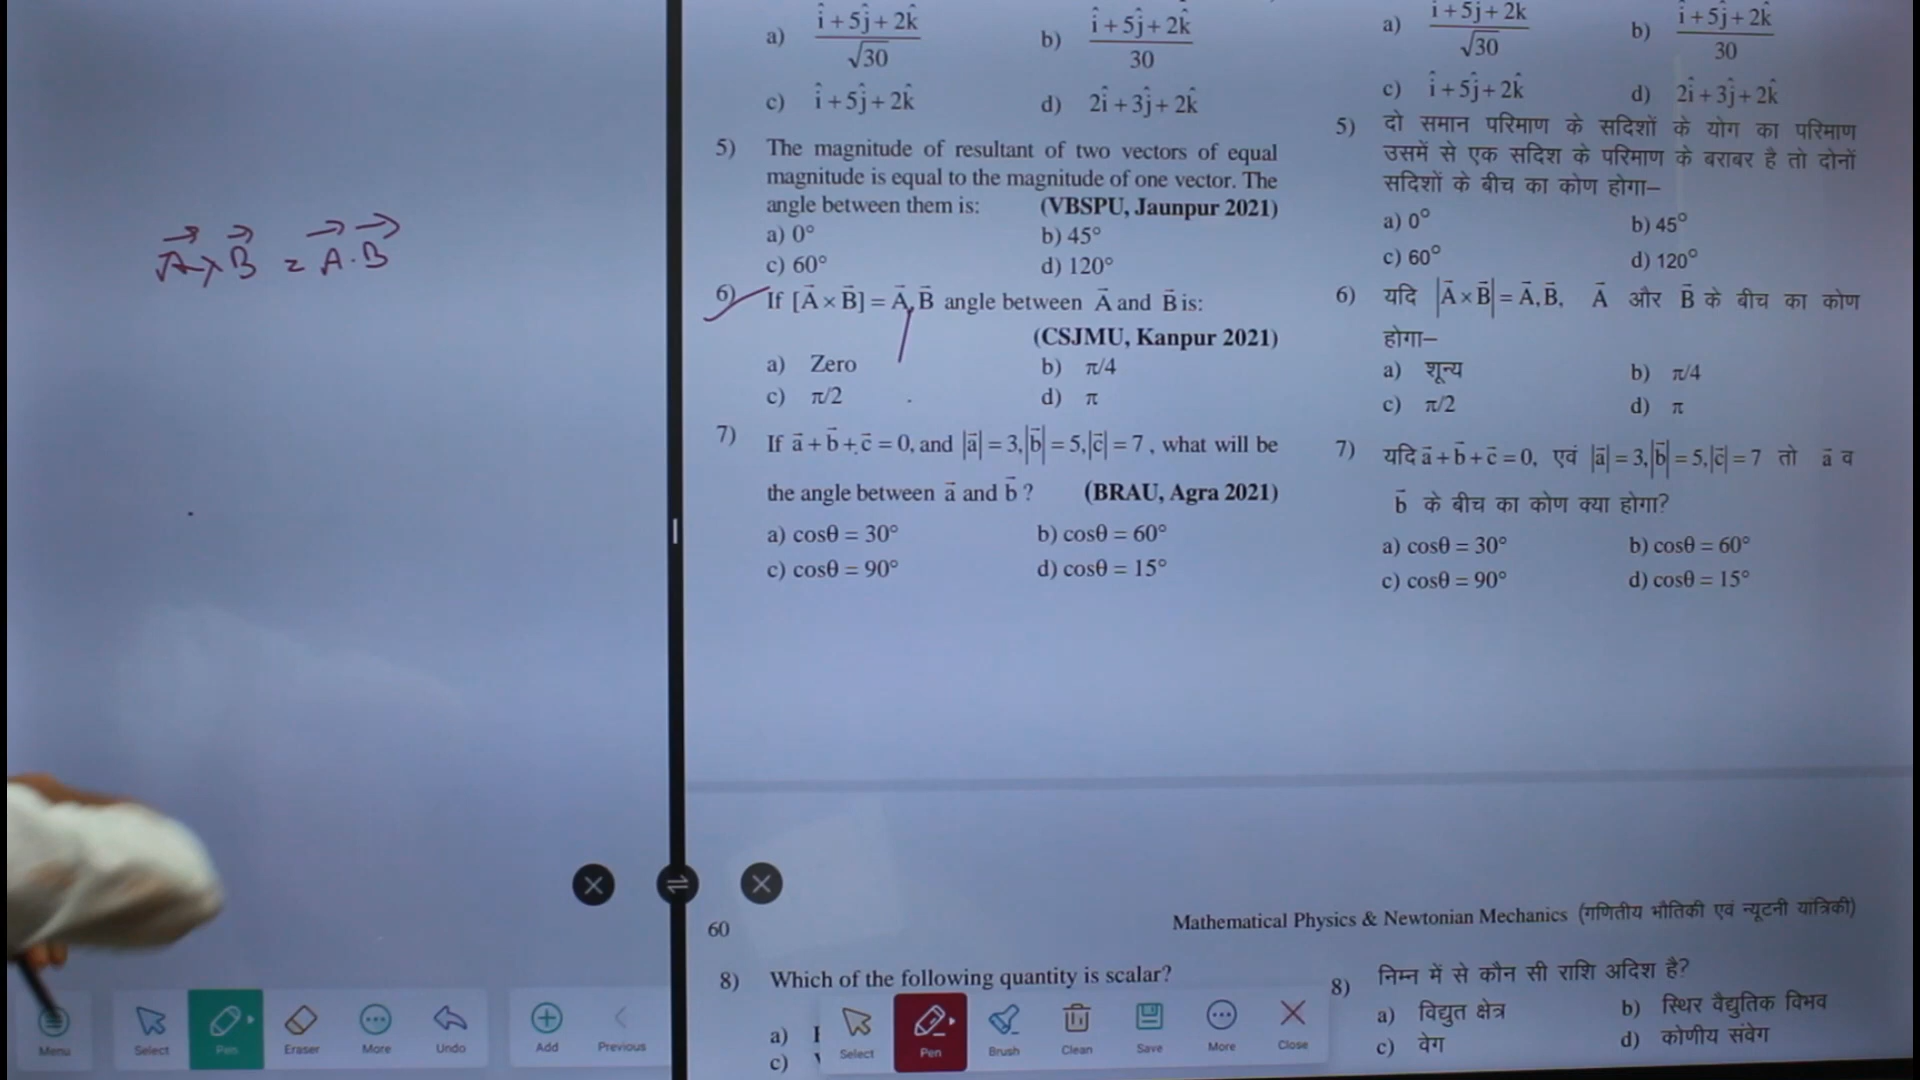 A⃗ × B⃗ = A⃗ . B⃗
a) (î + 5ĵ + 2k̂)/√30 b) (î + 5ĵ + 2k̂)/30
c) î + 5ĵ + 2k̂ d) 2î + 3ĵ + 2k̂
5) The magnitude of resultant of two vectors of equal
magnitude is equal to the magnitude of one vector. The
angle between them is: (VBSPU, Jaunpur 2021)
a) 0° b) 45°
c) 60° d) 120°
6) If [A⃗ × B⃗] = A⃗, B⃗ angle between A⃗ and B⃗ is:
(CSJMU, Kanpur 2021)
a) Zero b) π/4
c) π/2 d) π
7) If a⃗ + b⃗ + c⃗ = 0, and |a⃗| = 3, |b⃗| = 5, |c⃗| = 7, what will be
the angle between a⃗ and b⃗ ? (BRAU, Agra 2021)
a) cosθ = 30° b) cosθ = 60°
c) cosθ = 90° d) cosθ = 15°
a) (î + 5ĵ + 2k̂)/√30 b) (î + 5ĵ + 2k̂)/30
c) î + 5ĵ + 2k̂ d) 2î + 3ĵ + 2k̂
5) दो समान परिमाण के सदिशों के योग का परिमाण
उसमें से एक सदिश के परिमाण के बराबर है तो दोनों
सदिशों के बीच का कोण होगा–
a) 0° b) 45°
c) 60° d) 120°
6) यदि |A⃗ × B⃗| = A⃗, B⃗, A⃗ और B⃗ के बीच का कोण
होगा–
a) शून्य b) π/4
c) π/2 d) π
7) यदि a⃗ + b⃗ + c⃗ = 0, एवं |a⃗| = 3, |b⃗| = 5, |c⃗| = 7 तो a⃗ व
b⃗ के बीच का कोण क्या होगा?
a) cosθ = 30° b) cosθ = 60°
c) cosθ = 90° d) cosθ = 15°
60 Mathematical Physics & Newtonian Mechanics (गणितीय भौतिकी एवं न्यूटनी यांत्रिकी)
8) Which of the following quantity is scalar?
a)
c)
8) निम्न में से कौन सी राशि अदिश है?
a) विद्युत क्षेत्र b) स्थिर वैद्युतिक विभव
c) वेग d) कोणीय संवेग
Menu Select Pen Eraser More Undo Add Previous
Select Pen Brush Clean Save More Close